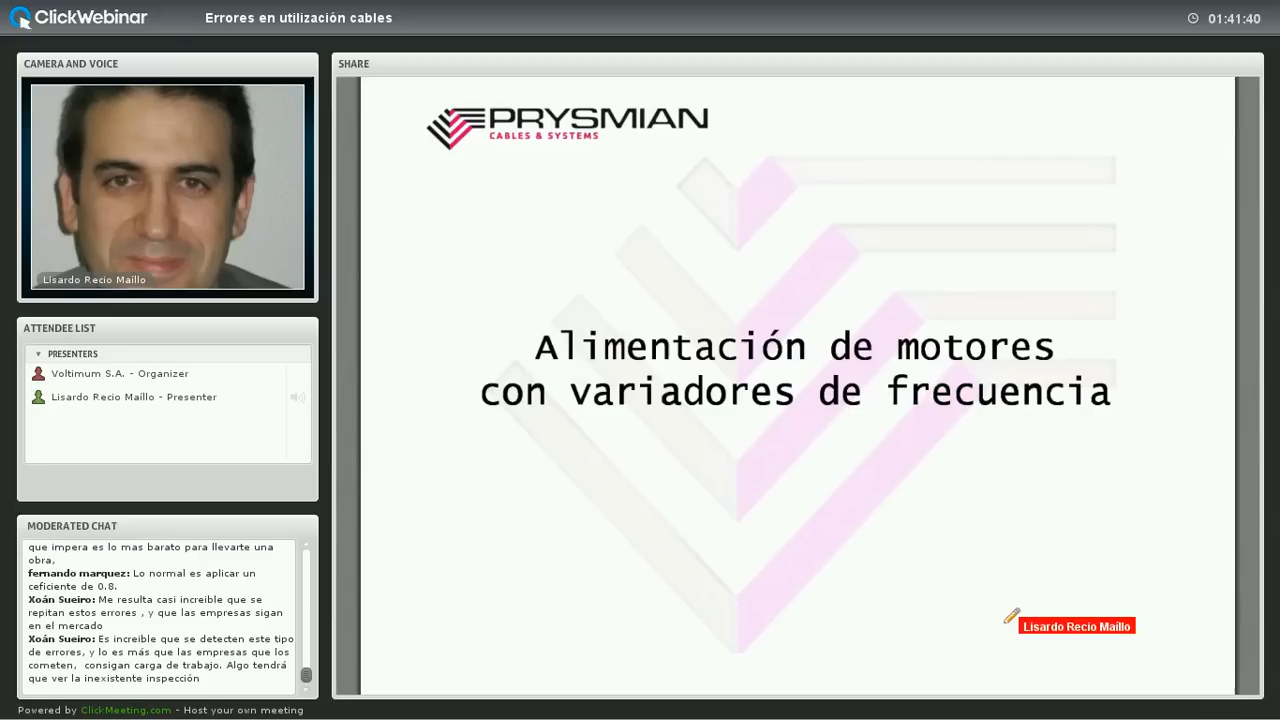 ClickWebinar
Errores en utilización cables
01:41:40
CAMERA AND VOICE
Lisardo Recio Maíllo
ATTENDEE LIST
PRESENTERS
Voltimum S.A. - Organizer
Lisardo Recio Maíllo - Presenter
MODERATED CHAT
que impera es lo mas barato para llevarte una
obra,
fernando marquez: Lo normal es aplicar un
ceficiente de 0.8.
Xoán Sueiro: Me resulta casi increible que se
repitan estos errores , y que las empresas sigan
en el mercado
Xoán Sueiro: Es increible que se detecten este tipo
de errores, y lo es más que las empresas que los
cometen, consigan carga de trabajo. Algo tendrá
que ver la inexistente inspección
Powered by ClickMeeting.com - Host your own meeting
SHARE
PRYSMIAN
CABLES & SYSTEMS
Alimentación de motores
con variadores de frecuencia
Lisardo Recio Maíllo